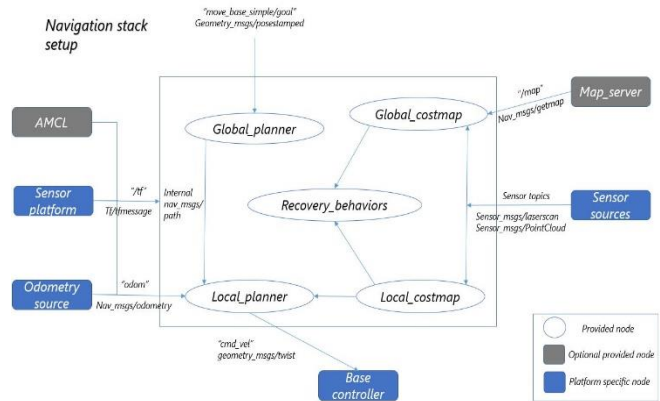 Navigation stack
setup
"move_base_simple/goal"
Geometry_msgs/posestamped
"/map"
Nav_msgs/getmap
Map_server
AMCL
Global_planner
Global_costmap
Sensor
platform
"/tf"
Tf/tfmessage
Internal
nav_msgs/
path
Recovery_behaviors
Sensor topics
Sensor_msgs/laserscan
Sensor_msgs/PointCloud
Sensor
sources
Odometry
source
"odom"
Nav_msgs/odometry
Local_planner
Local_costmap
"cmd_vel"
geometry_msgs/twist
Base
controller
Provided node
Optional provided node
Platform specific node